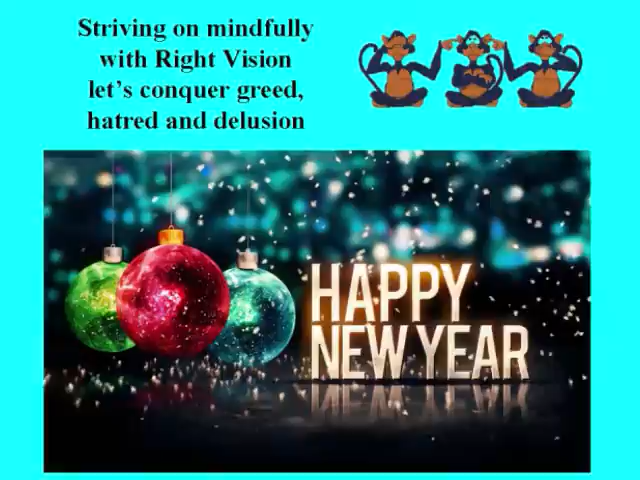 Striving on mindfully
with Right Vision
let’s conquer greed,
hatred and delusion
HAPPY
NEW YEAR